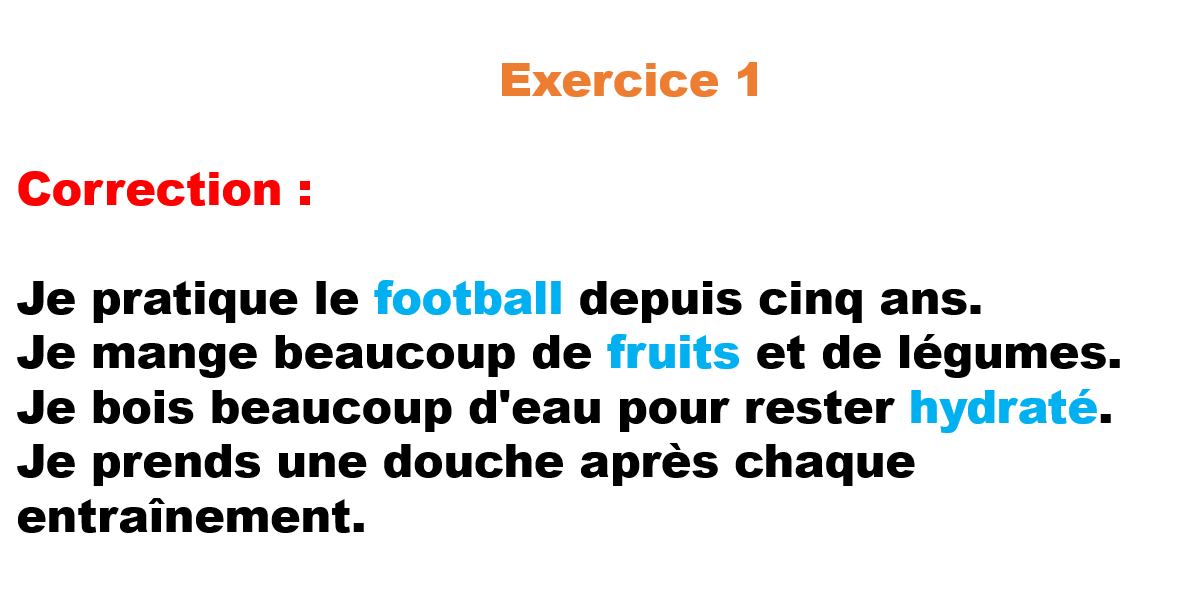 Exercice 1
Correction :
Je pratique le football depuis cinq ans.
Je mange beaucoup de fruits et de légumes.
Je bois beaucoup d'eau pour rester hydraté.
Je prends une douche après chaque
entraînement.